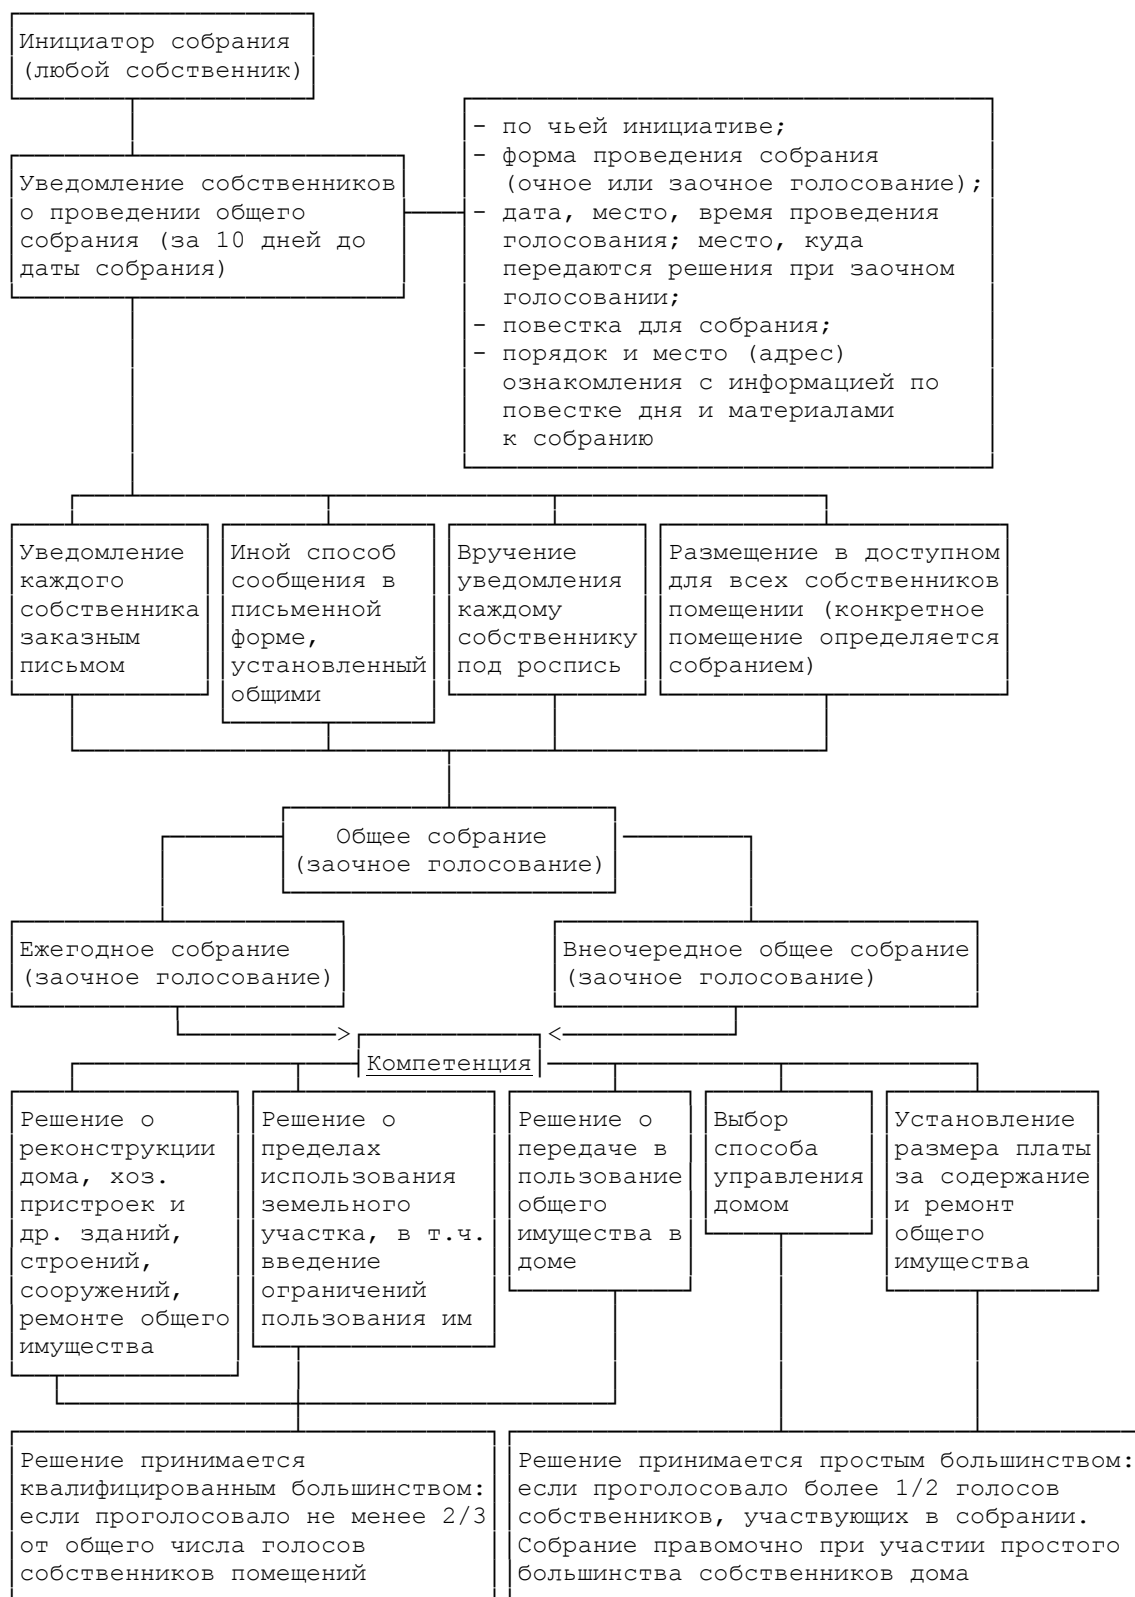 Инициатор собрания
(любой собственник)
Уведомление собственников
о проведении общего
собрания (за 10 дней до
даты собрания)
- по чьей инициативе;
- форма проведения собрания
(очное или заочное голосование);
- дата, место, время проведения
голосования; место, куда
передаются решения при заочном
голосовании;
- повестка для собрания;
- порядок и место (адрес)
ознакомления с информацией по
повестке дня и материалами
к собранию
Уведомление
каждого
собственника
заказным
письмом
Иной способ
сообщения в
письменной
форме,
установленный
общими
Вручение
уведомления
каждому
собственнику
под роспись
Размещение в доступном
для всех собственников
помещении (конкретное
помещение определяется
собранием)
Общее собрание
(заочное голосование)
Ежегодное собрание
(заочное голосование)
Внеочередное общее собрание
(заочное голосование)
Компетенция
Решение о
реконструкции
дома, хоз.
пристроек и
др. зданий,
строений,
сооружений,
ремонте общего
имущества
Решение о
пределах
использования
земельного
участка, в т.ч.
введение
ограничений
пользования им
Решение о
передаче в
пользование
общего
имущества в
доме
Выбор
способа
управления
домом
Установление
размера платы
за содержание
и ремонт
общего
имущества
Решение принимается
квалифицированным большинством:
если проголосовало не менее 2/3
от общего числа голосов
собственников помещений
Решение принимается простым большинством:
если проголосовало более 1/2 голосов
собственников, участвующих в собрании.
Собрание правомочно при участии простого
большинства собственников дома